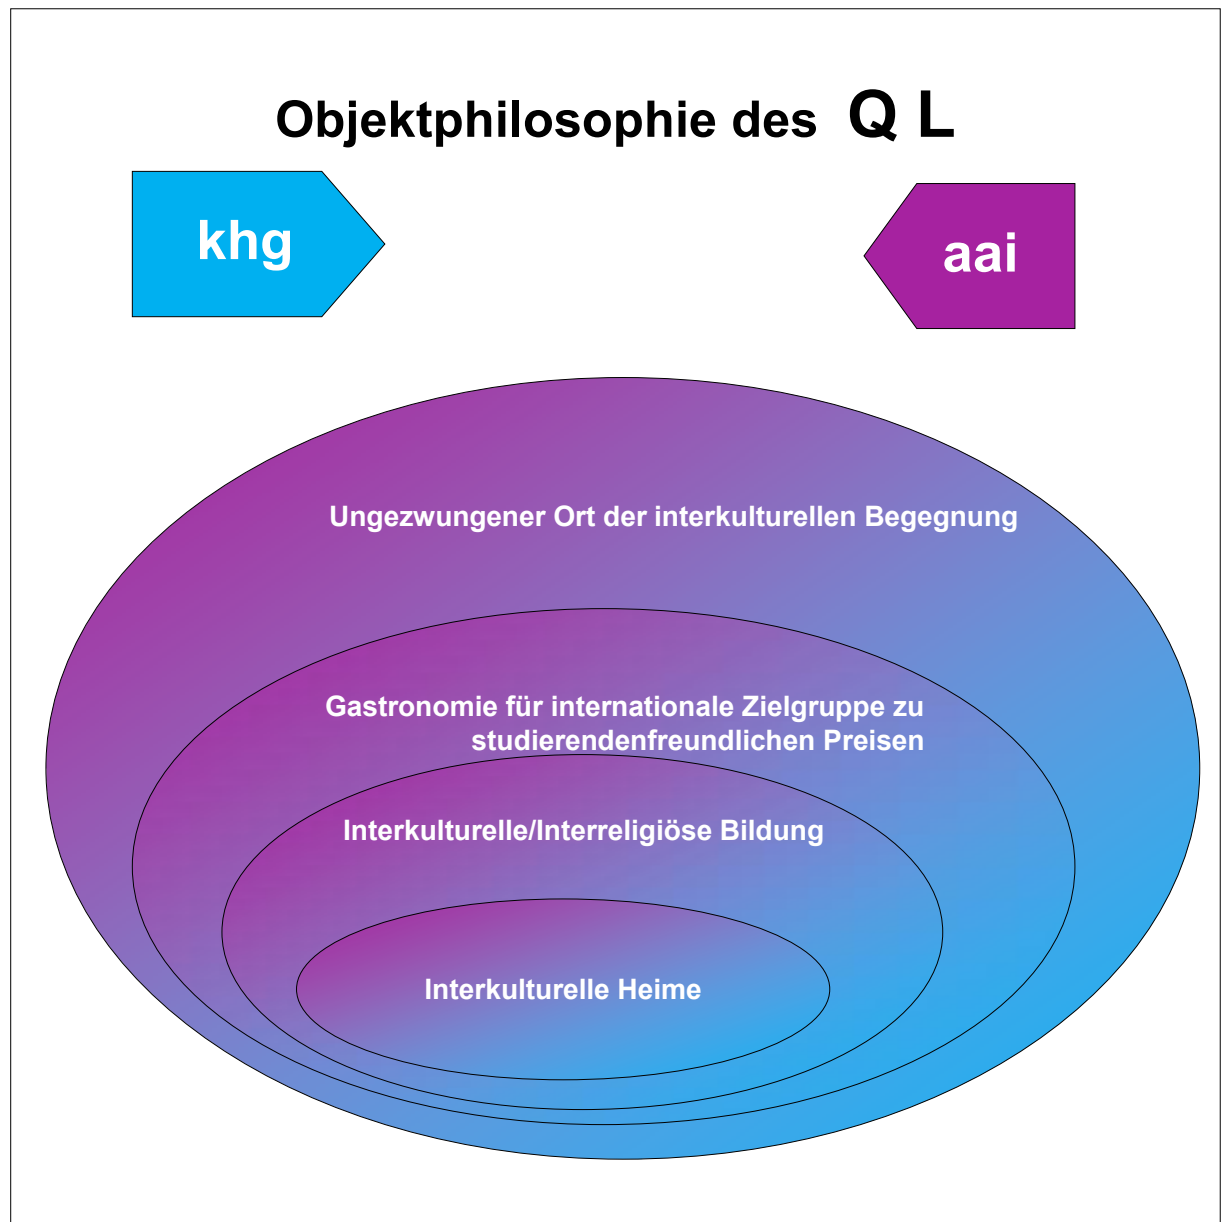 Objektphilosophie des Q L
khg
aai
Ungezwungener Ort der interkulturellen Begegnung
Gastronomie für internationale Zielgruppe zu
studierendenfreundlichen Preisen
Interkulturelle/Interreligiöse Bildung
Interkulturelle Heime